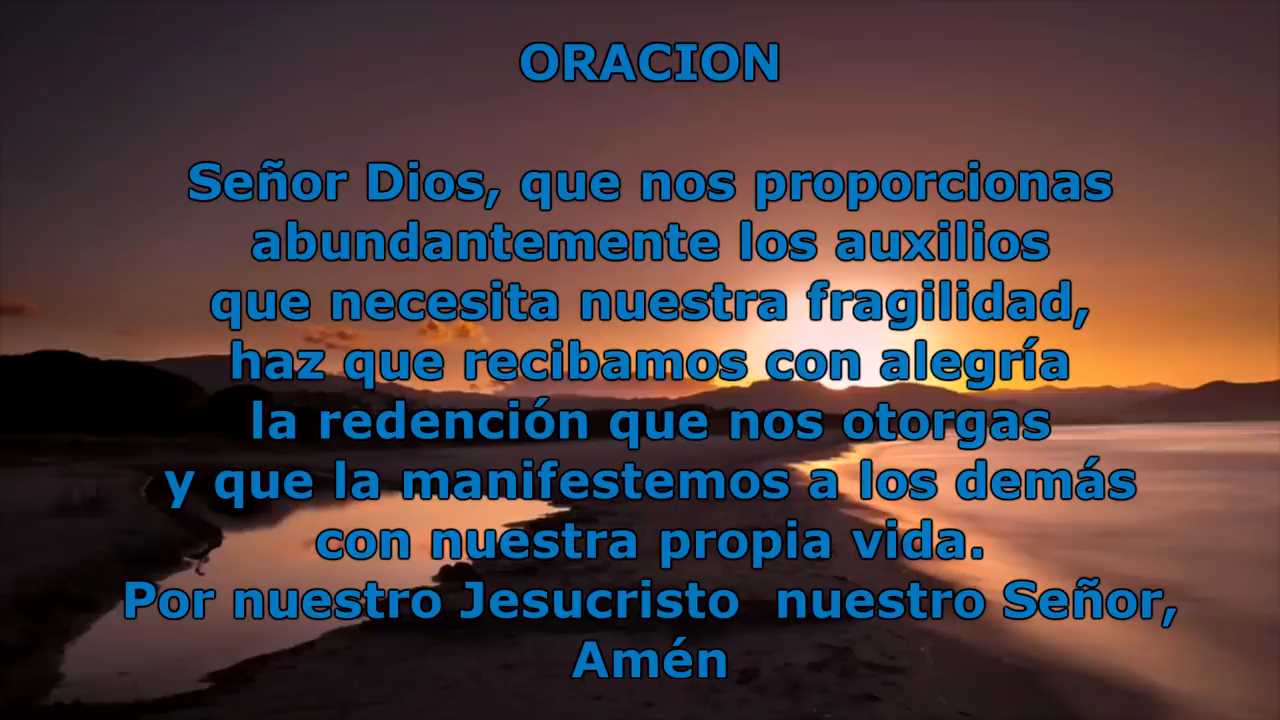 ORACION
Señor Dios, que nos proporcionas
abundantemente los auxilios
que necesita nuestra fragilidad,
haz que recibamos con alegría
la redención que nos otorgas
y que la manifestemos a los demás
con nuestra propia vida.
Por nuestro Jesucristo  nuestro Señor,
Amén